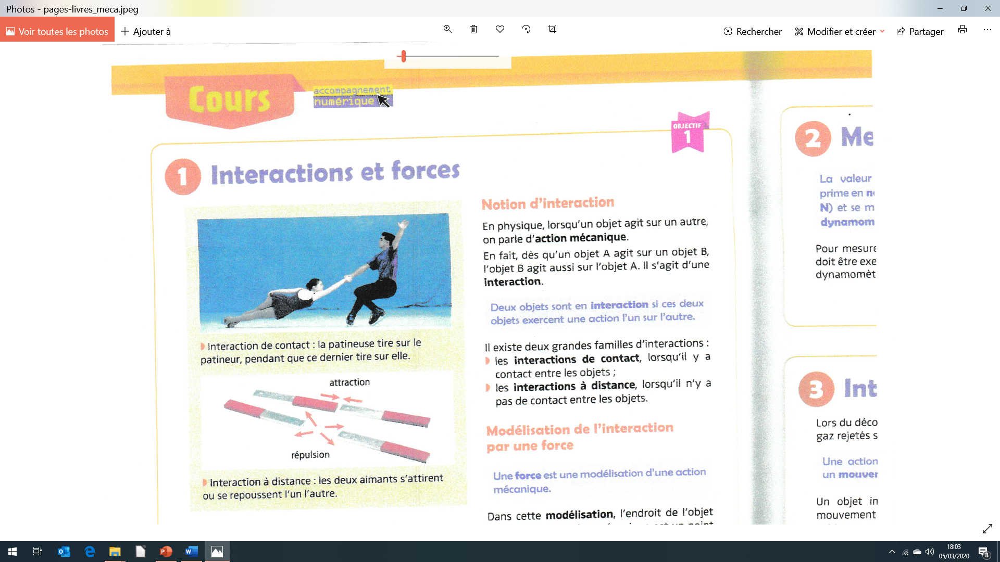 Photos - pages-livres_meca.jpeg
Voir toutes les photos
Ajouter à
Rechercher
Modifier et créer
Partager
Cours
accompagnement
numérique
OBJECTIF
1
1 Interactions et forces
Interaction de contact : la patineuse tire sur le
patineur, pendant que ce dernier tire sur elle.
attraction
répulsion
Interaction à distance : les deux aimants s'attirent
ou se repoussent l'un l'autre.
Notion d'interaction
En physique, lorsqu'un objet agit sur un autre,
on parle d'action mécanique.
En fait, dès qu'un objet A agit sur un objet B,
l'objet B agit aussi sur l'objet A. Il s'agit d'une
interaction.
Deux objets sont en interaction si ces deux
objets exercent une action l'un sur l'autre.
Il existe deux grandes familles d'interactions :
les interactions de contact, lorsqu'il y a
contact entre les objets ;
les interactions à distance, lorsqu'il n'y a
pas de contact entre les objets.
Modélisation de l'interaction
par une force
Une force est une modélisation d'une action
mécanique.
Dans cette modélisation, l'endroit de l'objet
2 Me
La valeur
prime en
N) et se m
dynamom
Pour mesure
doit être exe
dynamomèt
3 Int
Lors du déco
gaz rejetés s
Une action
un mouver
Un objet
mouvement
18:03
05/03/2020
8